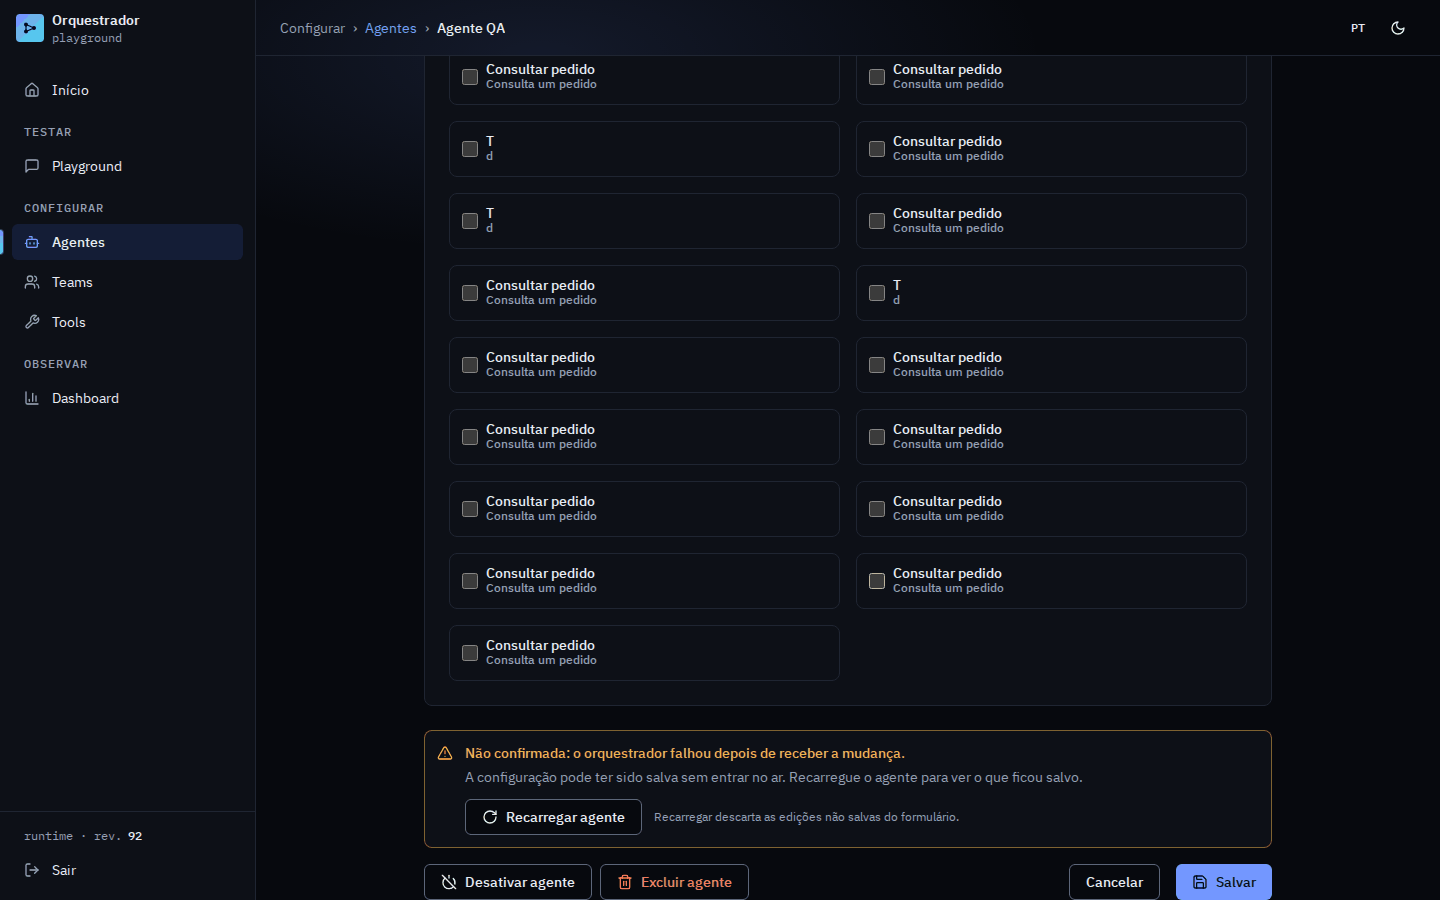 Orquestrador
playground
Início
TESTAR
Playground
CONFIGURAR
Agentes
Teams
Tools
OBSERVAR
Dashboard
runtime · rev. 92
Sair
Configurar › Agentes › Agente QA
PT
Consultar pedido
Consulta um pedido
Consultar pedido
Consulta um pedido
T
d
Consultar pedido
Consulta um pedido
T
d
Consultar pedido
Consulta um pedido
Consultar pedido
Consulta um pedido
T
d
Consultar pedido
Consulta um pedido
Consultar pedido
Consulta um pedido
Consultar pedido
Consulta um pedido
Consultar pedido
Consulta um pedido
Consultar pedido
Consulta um pedido
Consultar pedido
Consulta um pedido
Consultar pedido
Consulta um pedido
Consultar pedido
Consulta um pedido
Consultar pedido
Consulta um pedido
Não confirmada: o orquestrador falhou depois de receber a mudança.
A configuração pode ter sido salva sem entrar no ar. Recarregue o agente para ver o que ficou salvo.
Recarregar agente
Recarregar descarta as edições não salvas do formulário.
Desativar agente
Excluir agente
Cancelar
Salvar